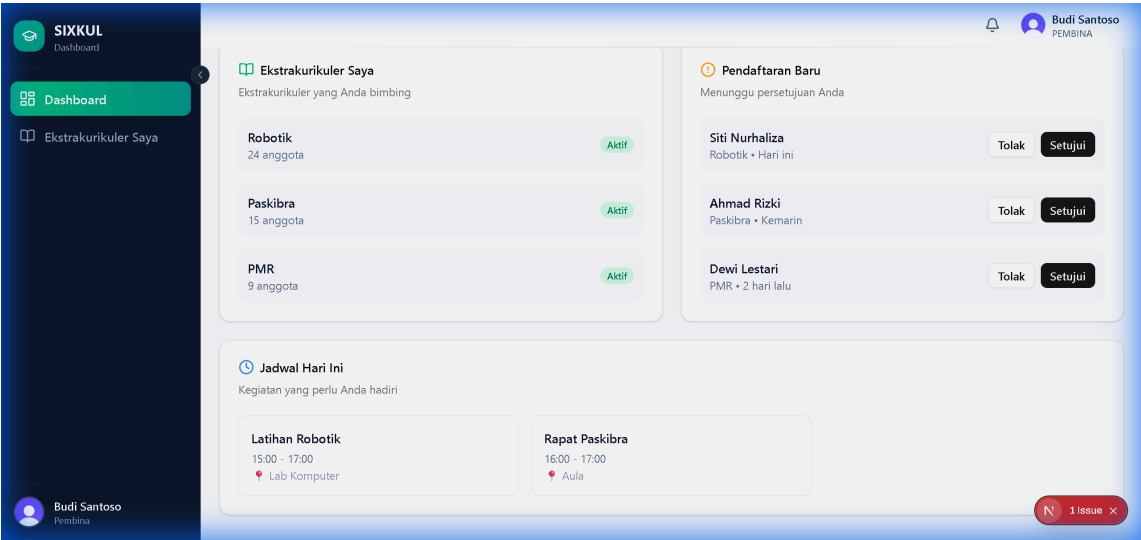 SIXKUL
Dashboard
Dashboard
Ekstrakurikuler Saya
Budi Santoso
Pembina
Budi Santoso
PEMBINA
Ekstrakurikuler Saya
Ekstrakurikuler yang Anda bimbing
Robotik
24 anggota
Aktif
Paskibra
15 anggota
Aktif
PMR
9 anggota
Aktif
Pendaftaran Baru
Menunggu persetujuan Anda
Siti Nurhaliza
Robotik • Hari ini
Tolak
Setujui
Ahmad Rizki
Paskibra • Kemarin
Tolak
Setujui
Dewi Lestari
PMR • 2 hari lalu
Tolak
Setujui
Jadwal Hari Ini
Kegiatan yang perlu Anda hadiri
Latihan Robotik
15:00 - 17:00
Lab Komputer
Rapat Paskibra
16:00 - 17:00
Aula
N 1 Issue